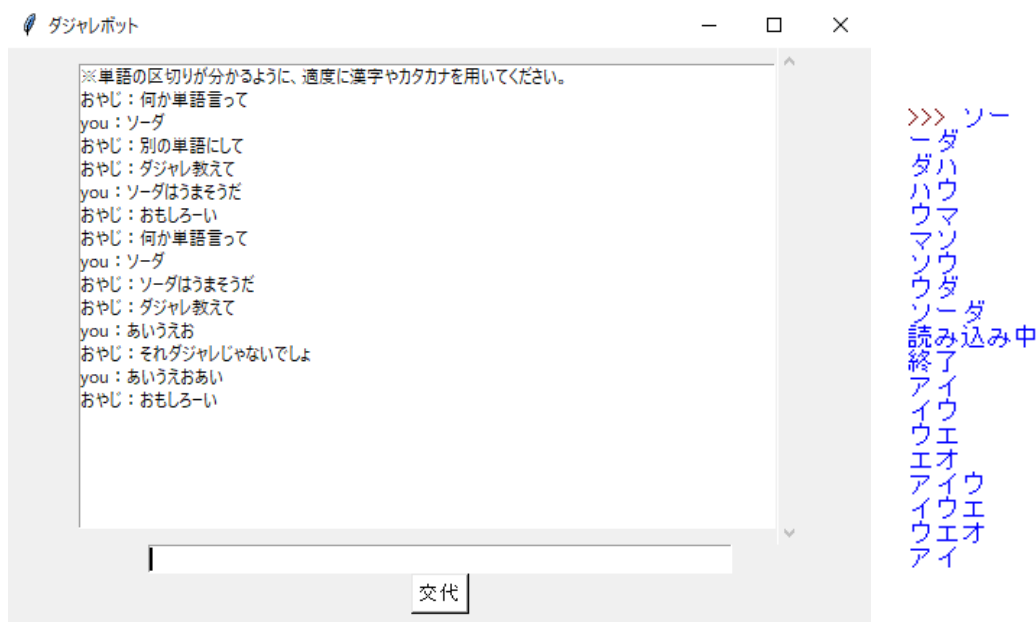 ダジャレボット
※単語の区切りが分かるように、適度に漢字やカタカナを用いてください。
おやじ：何か単語言って
you：ソーダ
おやじ：別の単語にして
おやじ：ダジャレ教えて
you：ソーダはうまそうだ
おやじ：おもしろーい
おやじ：何か単語言って
you：ソーダ
おやじ：ソーダはうまそうだ
おやじ：ダジャレ教えて
you：あいうえお
おやじ：それダジャレじゃないでしょ
you：あいうえおあい
おやじ：おもしろーい
交代
>>> ソー
ーダ
ダハ
ハウ
ウマ
マソ
ソウ
ウダ
ソーダ
読み込み中
終了
アイ
イウ
ウエ
エオ
アイウ
イウエ
ウエオ
アイ